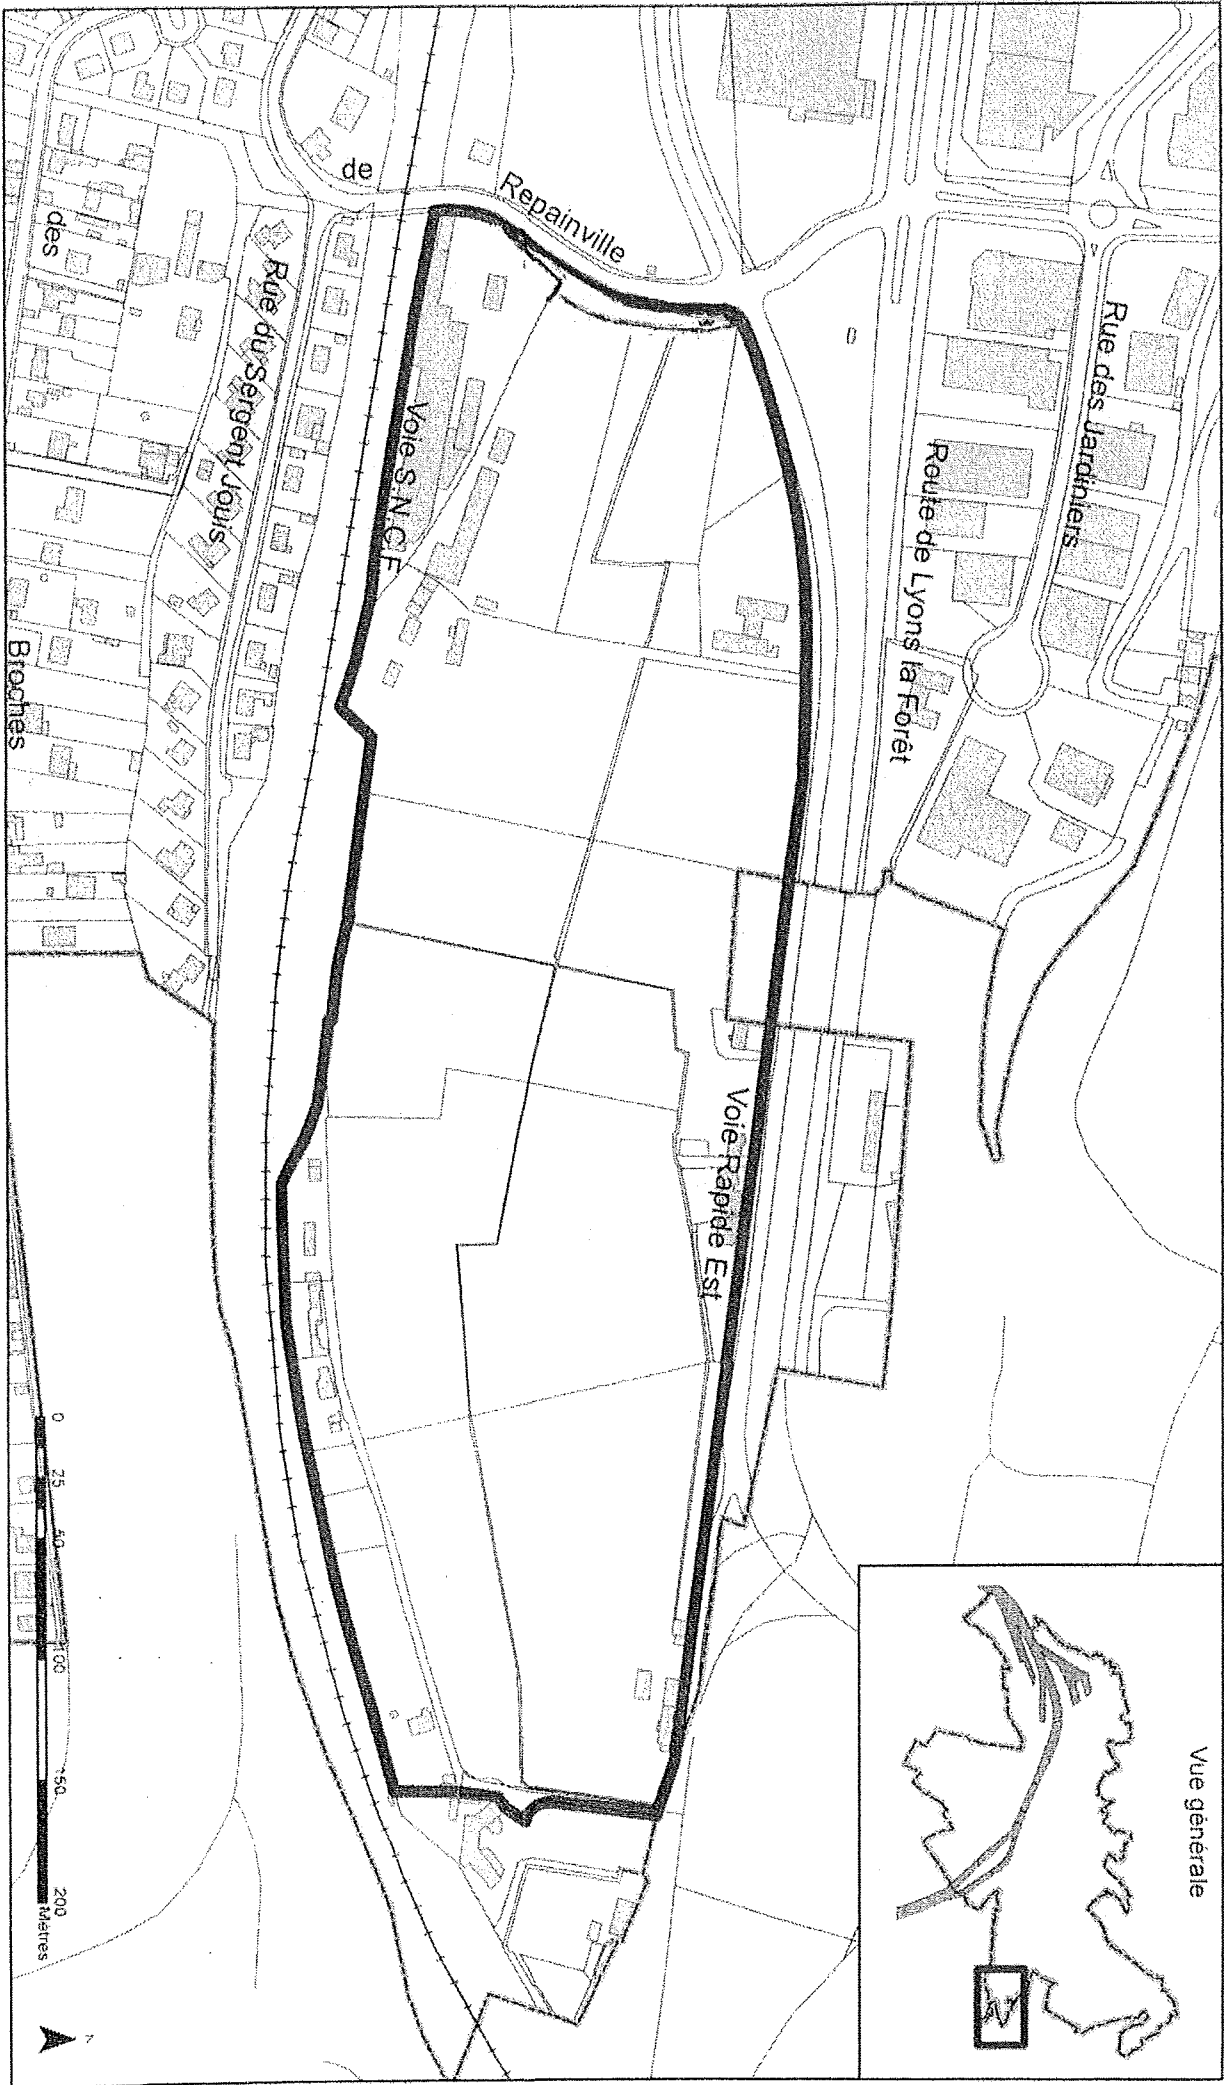 Vue générale
Rue des Jardiniers
Route de Lyons la Forêt
Repainville
de
Voie Rapide Est
Voie S.N.C.F
Rue du Sergent Jouis
des
Broches
0 25 50 100 150 200
Mètres